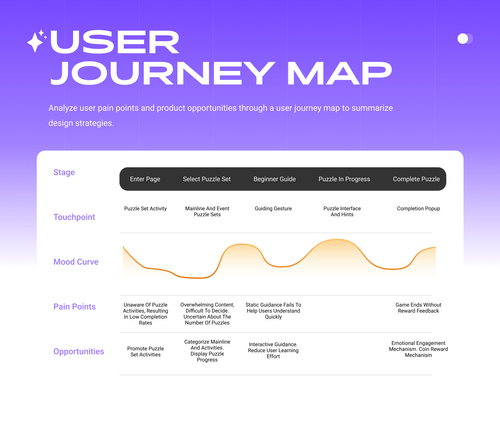 USER
JOURNEY MAP
Analyze user pain points and product opportunities through a user journey map to summarize
design strategies.
Stage
Enter Page
Select Puzzle Set
Beginner Guide
Puzzle In Progress
Complete Puzzle
Touchpoint
Puzzle Set Activity
Mainline And Event
Puzzle Sets
Guiding Gesture
Puzzle Interface
And Hints
Completion Popup
Mood Curve
Pain Points
Unaware Of Puzzle
Activities, Resulting
In Low Completion
Rates
Overwhelming Content,
Difficult To Decide.
Uncertain About The
Number Of Puzzles
Static Guidance Fails To
Help Users Understand
Quickly
Game Ends Without
Reward Feedback
Opportunities
Promote Puzzle
Set Activities
Categorize Mainline
And Activities.
Display Puzzle
Progress
Interactive Guidance.
Reduce User Learning
Effort
Emotional Engagement
Mechanism. Coin Reward
Mechanism